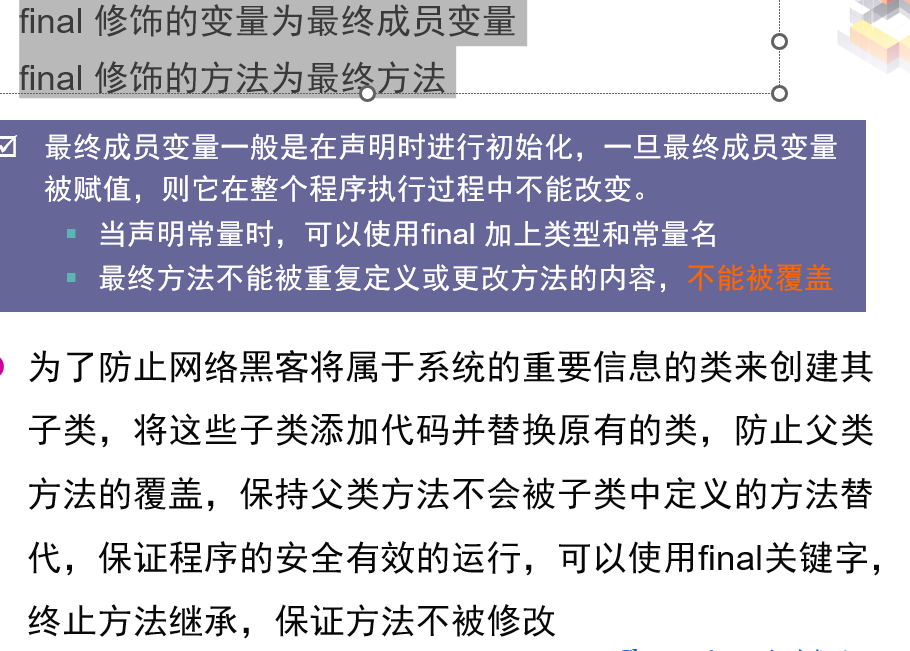 final 修饰的变量为最终成员变量
final 修饰的方法为最终方法
最终成员变量一般是在声明时进行初始化，一旦最终成员变量
被赋值，则它在整个程序执行过程中不能改变。
当声明常量时，可以使用final 加上类型和常量名
最终方法不能被重复定义或更改方法的内容，不能被覆盖
为了防止网络黑客将属于系统的重要信息的类来创建其
子类，将这些子类添加代码并替换原有的类，防止父类
方法的覆盖，保持父类方法不会被子类中定义的方法替
代，保证程序的安全有效的运行，可以使用final关键字，
终止方法继承，保证方法不被修改